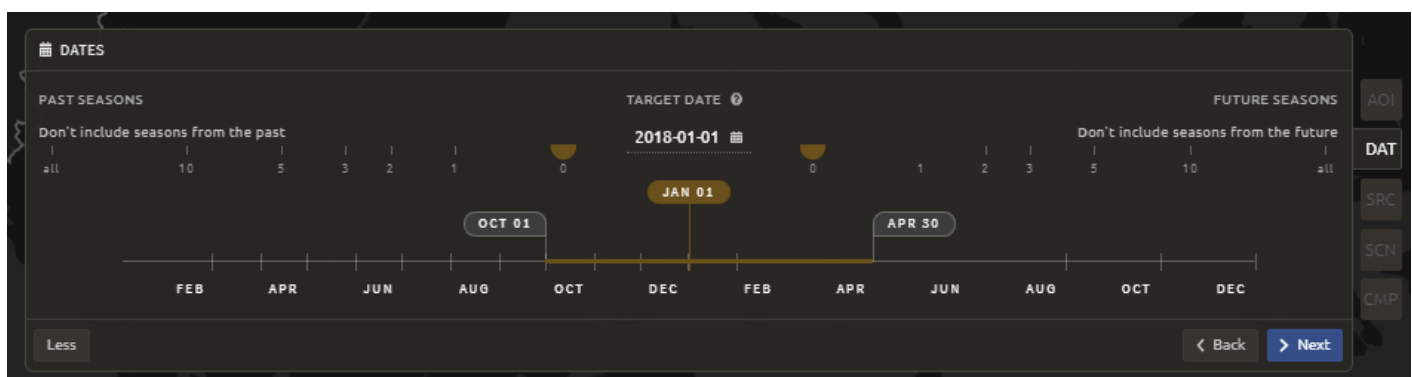 DATES
PAST SEASONS
TARGET DATE
FUTURE SEASONS
Don't include seasons from the past
2018-01-01
Don't include seasons from the future
all 10 5 3 2 1 0 0 1 2 3 5 10 all
JAN 01
OCT 01 APR 30
FEB APR JUN AUG OCT DEC FEB APR JUN AUG OCT DEC
Less
Back
Next
AOI
DAT
SRC
SCN
CMP